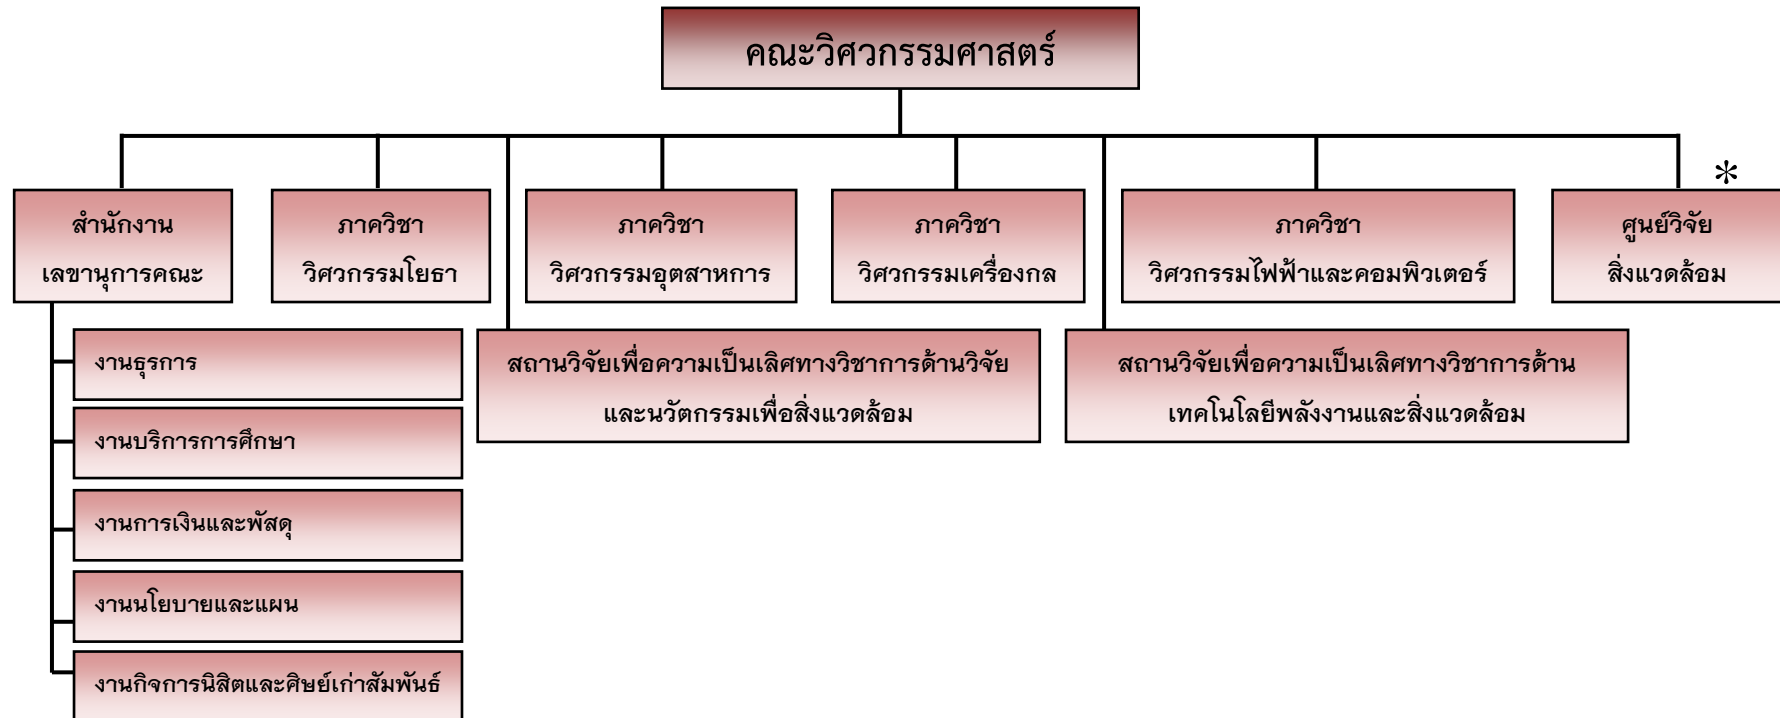 คณะวิศวกรรมศาสตร์
*
สำนักงาน
เลขานุการคณะ
ภาควิชา
วิศวกรรมโยธา
ภาควิชา
วิศวกรรมอุตสาหการ
ภาควิชา
วิศวกรรมเครื่องกล
ภาควิชา
วิศวกรรมไฟฟ้าและคอมพิวเตอร์
ศูนย์วิจัย
สิ่งแวดล้อม
สถานวิจัยเพื่อความเป็นเลิศทางวิชาการด้านวิจัย
และนวัตกรรมเพื่อสิ่งแวดล้อม
สถานวิจัยเพื่อความเป็นเลิศทางวิชาการด้าน
เทคโนโลยีพลังงานและสิ่งแวดล้อม
งานธุรการ
งานบริการการศึกษา
งานการเงินและพัสดุ
งานนโยบายและแผน
งานกิจการนิสิตและศิษย์เก่าสัมพันธ์